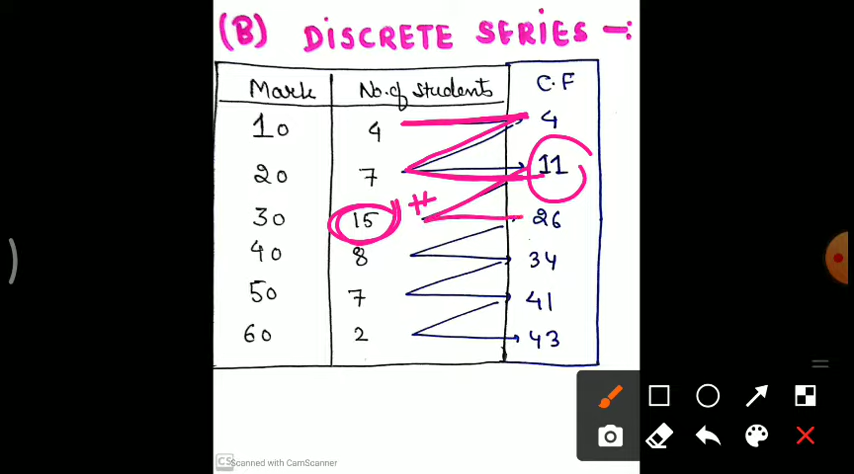 (B) DISCRETE SERIES -:
Mark No. of students C.F
10 4 4
20 7 11
30 15 26
40 8 34
50 7 41
60 2 43
CS Scanned with CamScanner